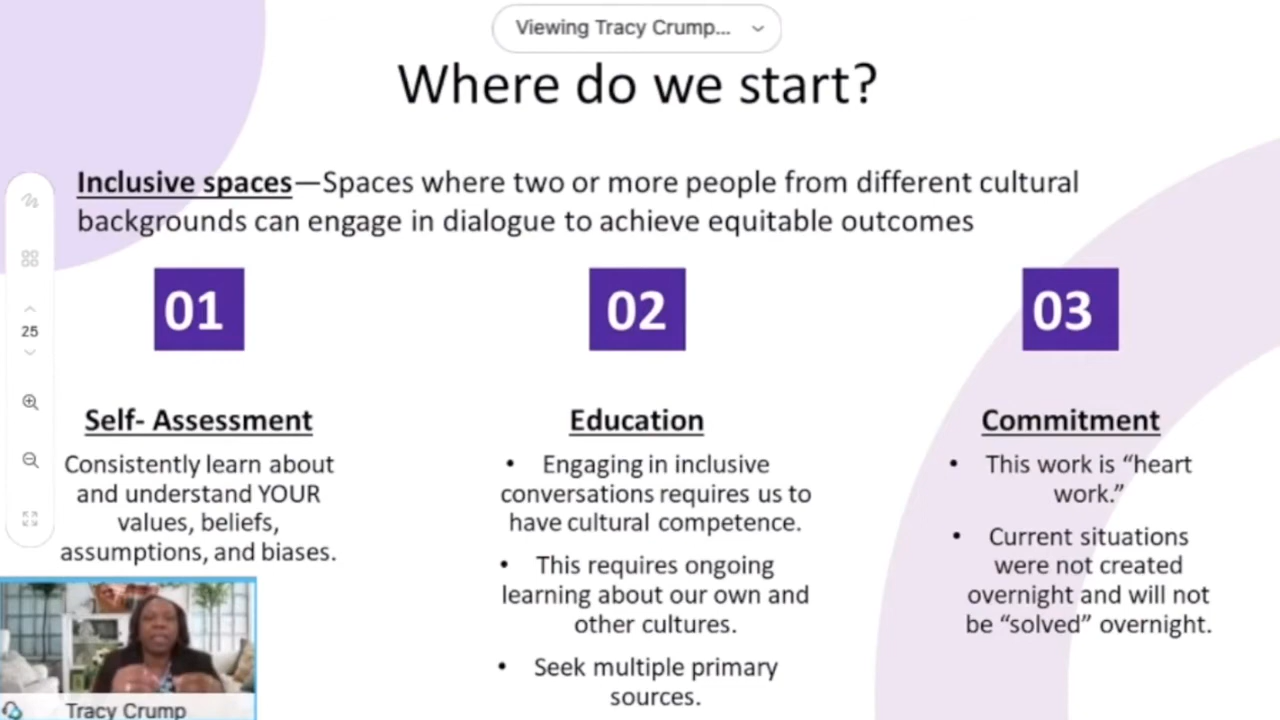 Viewing Tracy Crump...
Where do we start?
Inclusive spaces—Spaces where two or more people from different cultural
backgrounds can engage in dialogue to achieve equitable outcomes
01
02
03
25
Self- Assessment
Consistently learn about
and understand YOUR
values, beliefs,
assumptions, and biases.
Education
• Engaging in inclusive
conversations requires us to
have cultural competence.
• This requires ongoing
learning about our own and
other cultures.
• Seek multiple primary
sources.
Commitment
• This work is “heart
work.”
• Current situations
were not created
overnight and will not
be “solved” overnight.
Tracy Crump